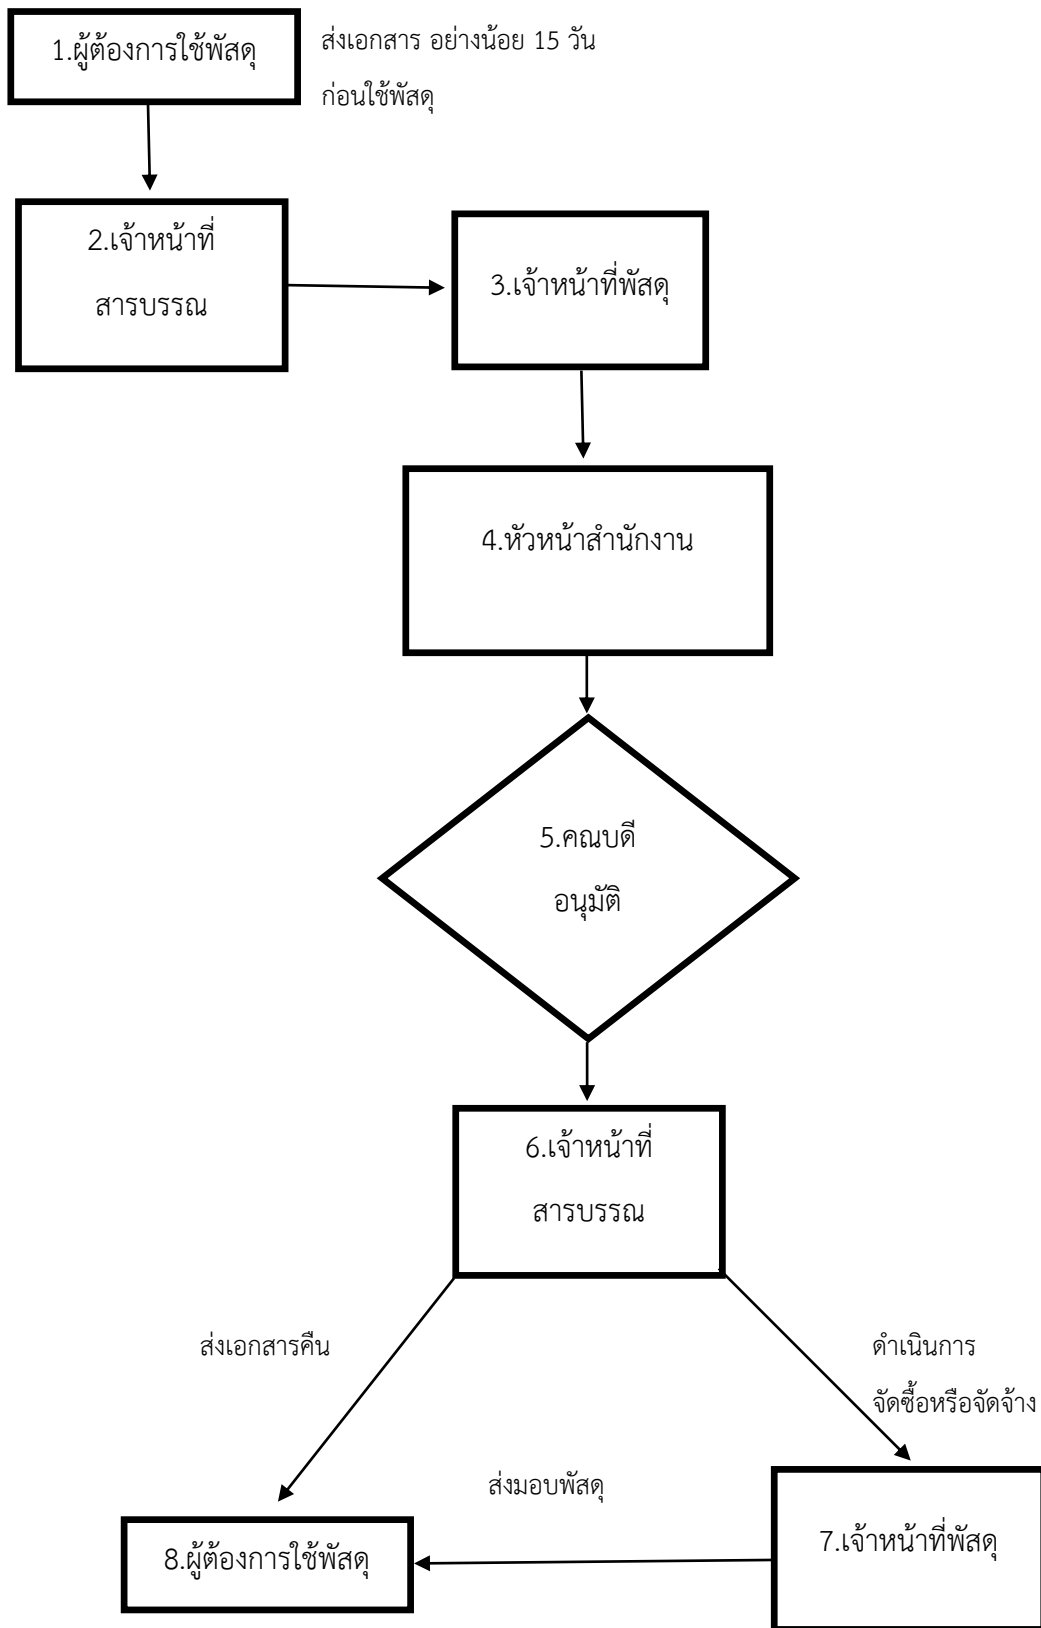 1.ผู้ต้องการใช้พัสดุ
ส่งเอกสาร อย่างน้อย 15 วัน
ก่อนใช้พัสดุ
2.เจ้าหน้าที่
สารบรรณ
3.เจ้าหน้าที่พัสดุ
4.หัวหน้าสำนักงาน
5.คณบดี
อนุมัติ
6.เจ้าหน้าที่
สารบรรณ
ส่งเอกสารคืน
ดำเนินการ
จัดซื้อหรือจัดจ้าง
ส่งมอบพัสดุ
7.เจ้าหน้าที่พัสดุ
8.ผู้ต้องการใช้พัสดุ